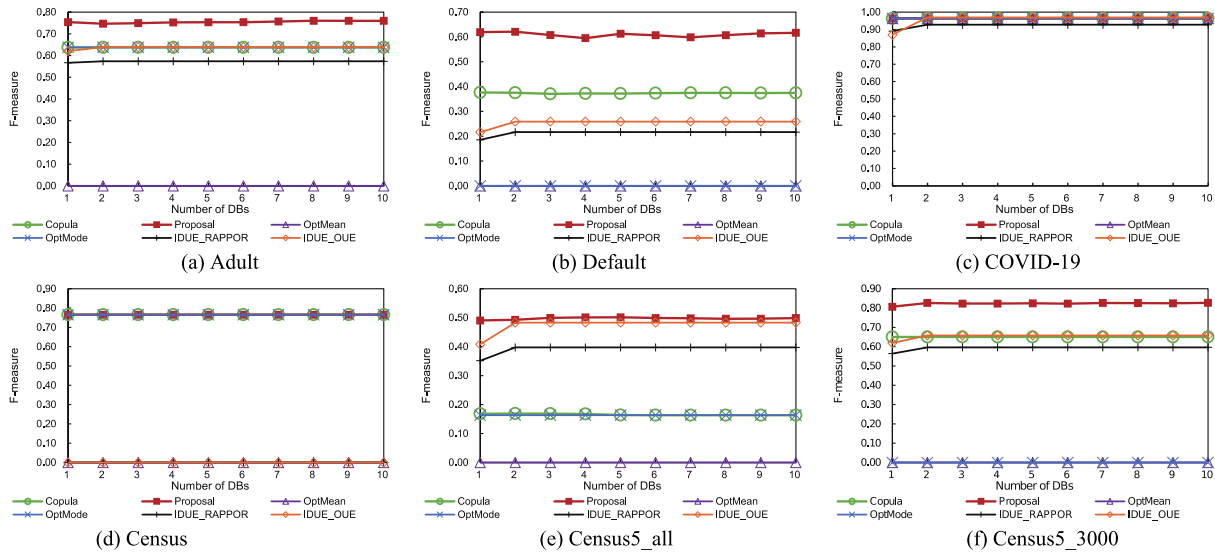 0,80
0,70
0,60
0,50
0,40
0,30
0,20
0,10
0,00
F-measure
1 2 3 4 5 6 7 8 9 10
Number of DBs
Copula Proposal OptMean
OptMode IDUE_RAPPOR IDUE_OUE
(a) Adult
0,70
0,60
0,50
0,40
0,30
0,20
0,10
0,00
F-measure
1 2 3 4 5 6 7 8 9 10
Number of DBs
Copula Proposal OptMean
OptMode IDUE_RAPPOR IDUE_OUE
(b) Default
1,00
0,90
0,80
0,70
0,60
0,50
0,40
0,30
0,20
0,10
0,00
F-measure
1 2 3 4 5 6 7 8 9 10
Number of DBs
Copula Proposal OptMean
OptMode IDUE_RAPPOR IDUE_OUE
(c) COVID-19
0.90
0.80
0.70
0.60
0.50
0.40
0.30
0.20
0.10
0.00
F-measure
1 2 3 4 5 6 7 8 9 10
Number of DBs
Copula Proposal OptMean
OptMode IDUE_RAPPOR IDUE_OUE
(d) Census
0,60
0,50
0,40
0,30
0,20
0,10
0,00
F-measure
1 2 3 4 5 6 7 8 9 10
Number of DBs
Copula Proposal OptMean
OptMode IDUE_RAPPOR IDUE_OUE
(e) Census5_all
0.90
0.80
0.70
0.60
0.50
0.40
0.30
0.20
0.10
0.00
F-measure
1 2 3 4 5 6 7 8 9 10
Number of DBs
Copula Proposal OptMean
OptMode IDUE_RAPPOR IDUE_OUE
(f) Census5_3000